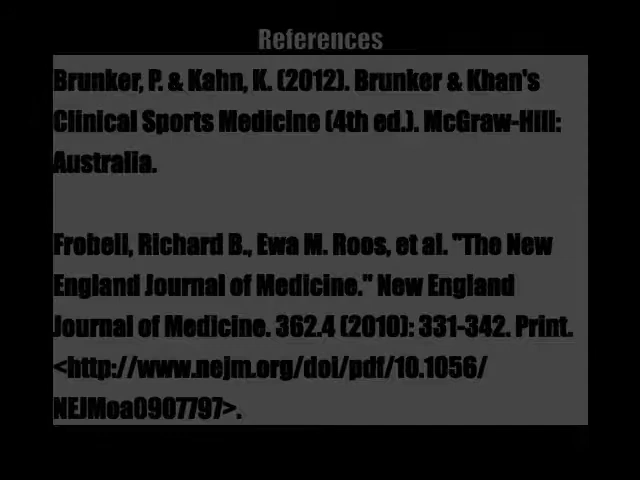 References
Brunker, P. & Kahn, K. (2012). Brunker & Khan's
Clinical Sports Medicine (4th ed.). McGraw-Hill:
Australia.
Frobell, Richard B., Ewa M. Roos, et al. "The New
England Journal of Medicine." New England
Journal of Medicine. 362.4 (2010): 331-342. Print.
<http://www.nejm.org/doi/pdf/10.1056/
NEJMoa0907797>.